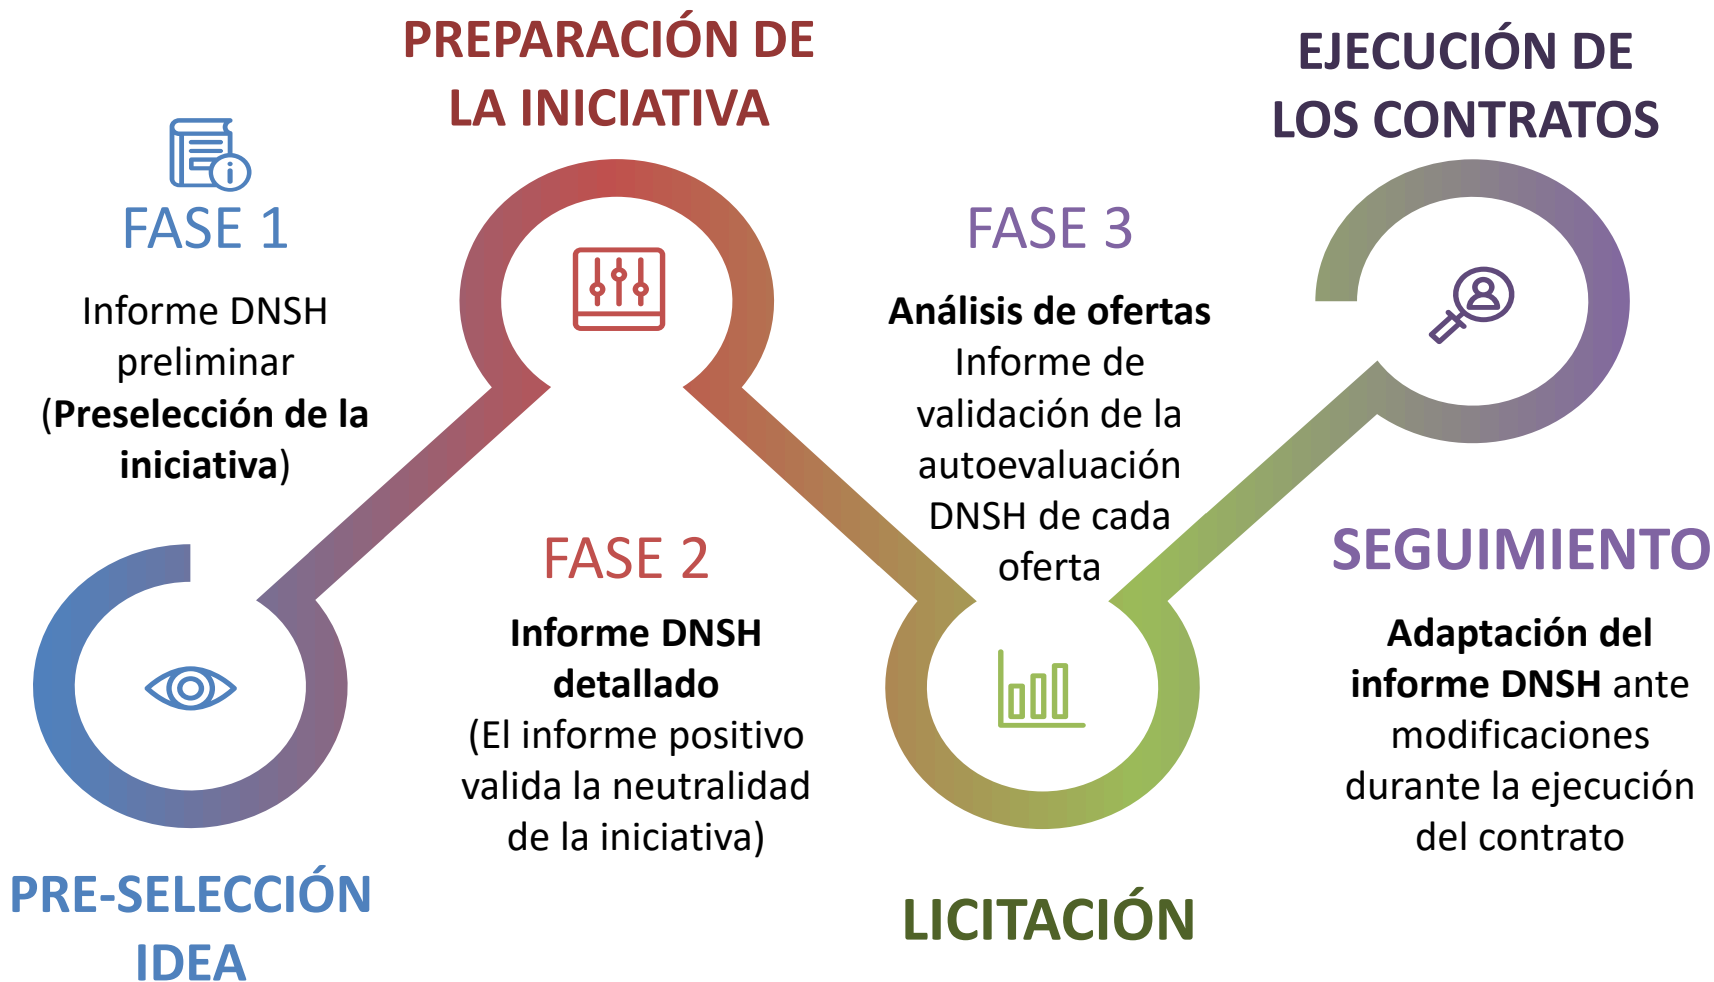 PREPARACIÓN DE
LA INICIATIVA
EJECUCIÓN DE
LOS CONTRATOS
FASE 1
Informe DNSH
preliminar
(Preselección de la
iniciativa)
PRE-SELECCIÓN
IDEA
FASE 2
Informe DNSH
detallado
(El informe positivo
valida la neutralidad
de la iniciativa)
FASE 3
Análisis de ofertas
Informe de
validación de la
autoevaluación
DNSH de cada
oferta
LICITACIÓN
SEGUIMIENTO
Adaptación del
informe DNSH ante
modificaciones
durante la ejecución
del contrato